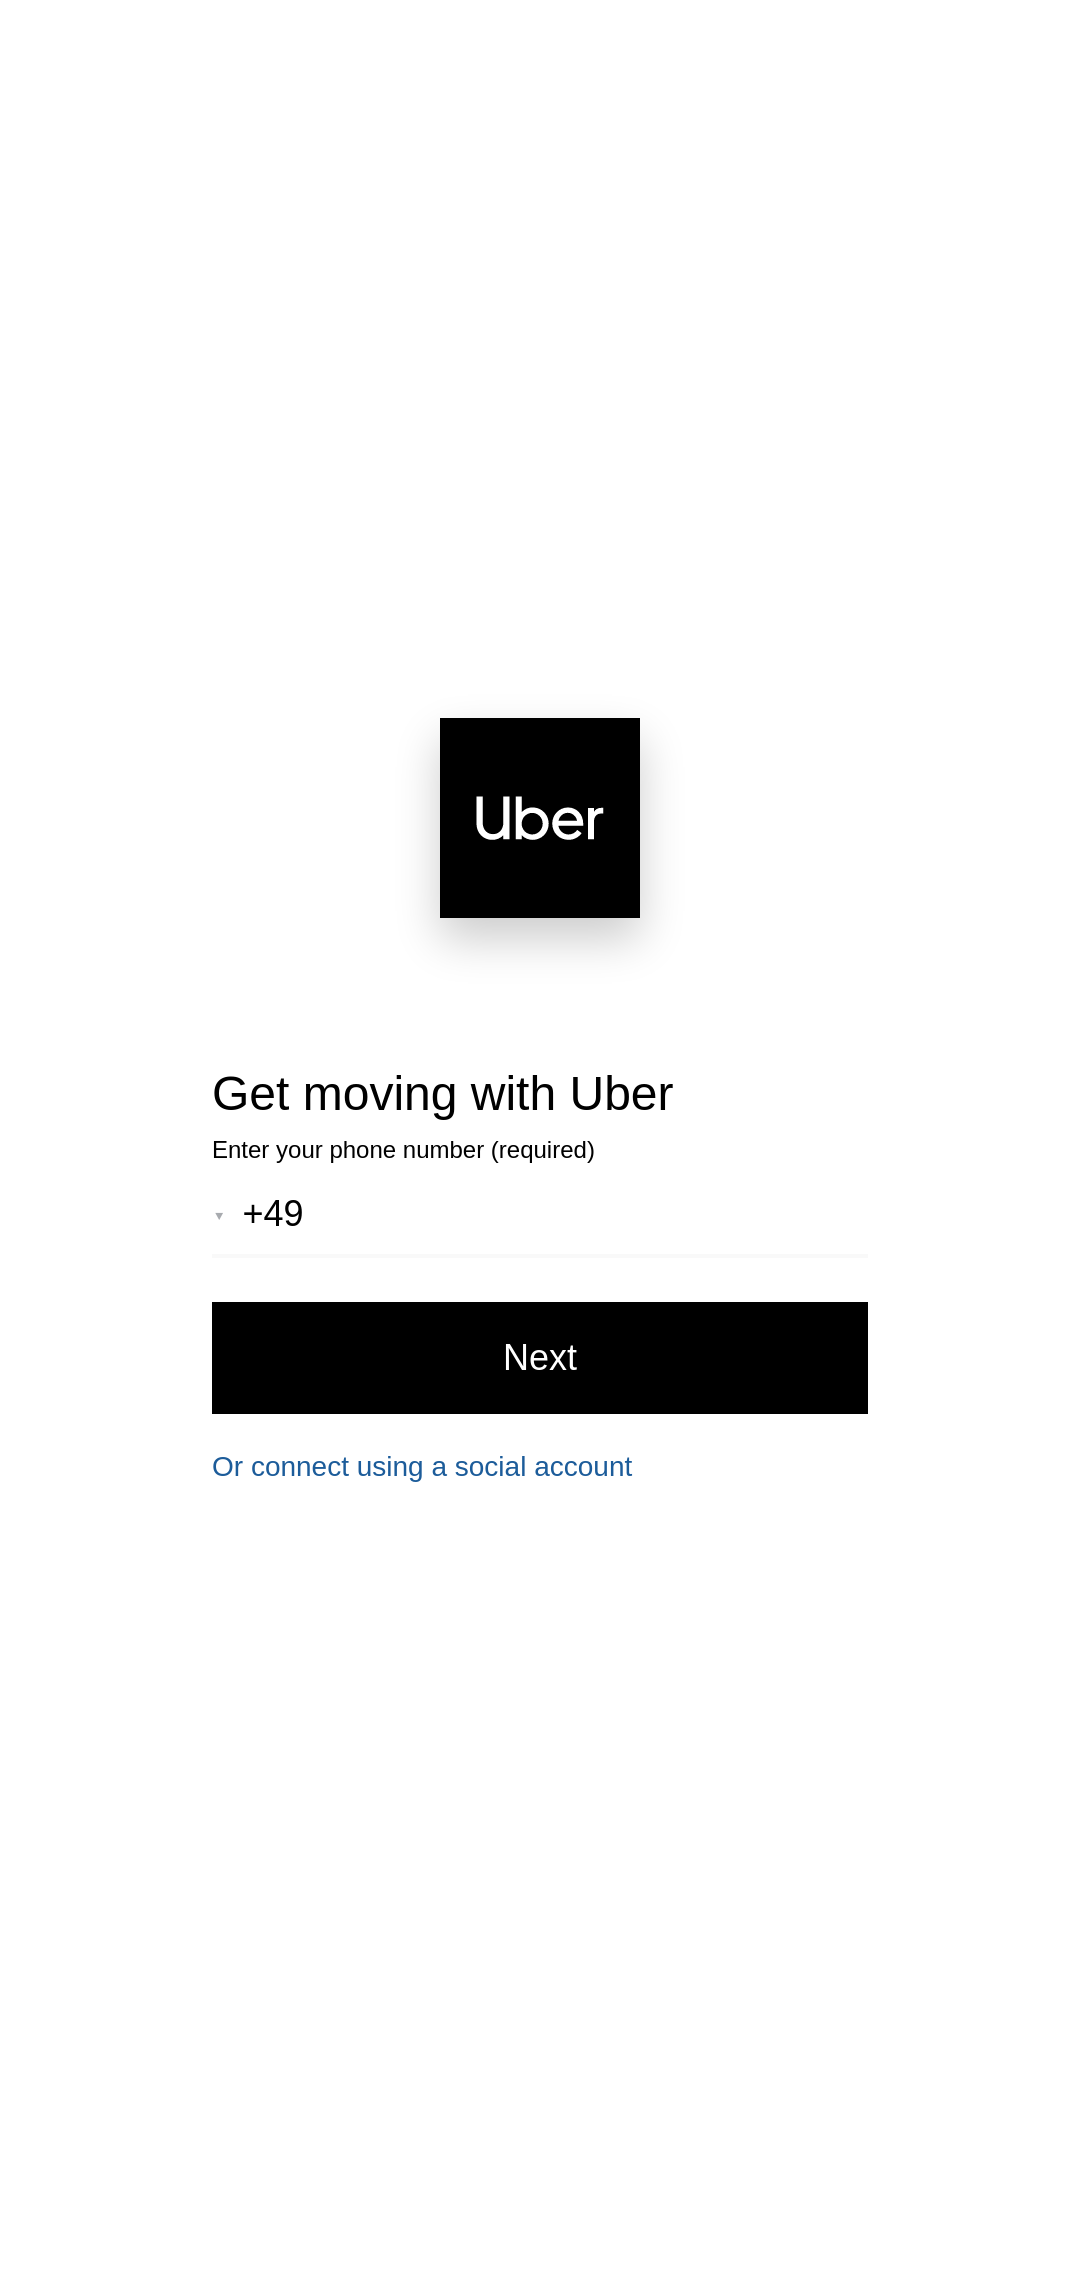 Uber
Get moving with Uber
Enter your phone number (required)
+49
Next
Or connect using a social account